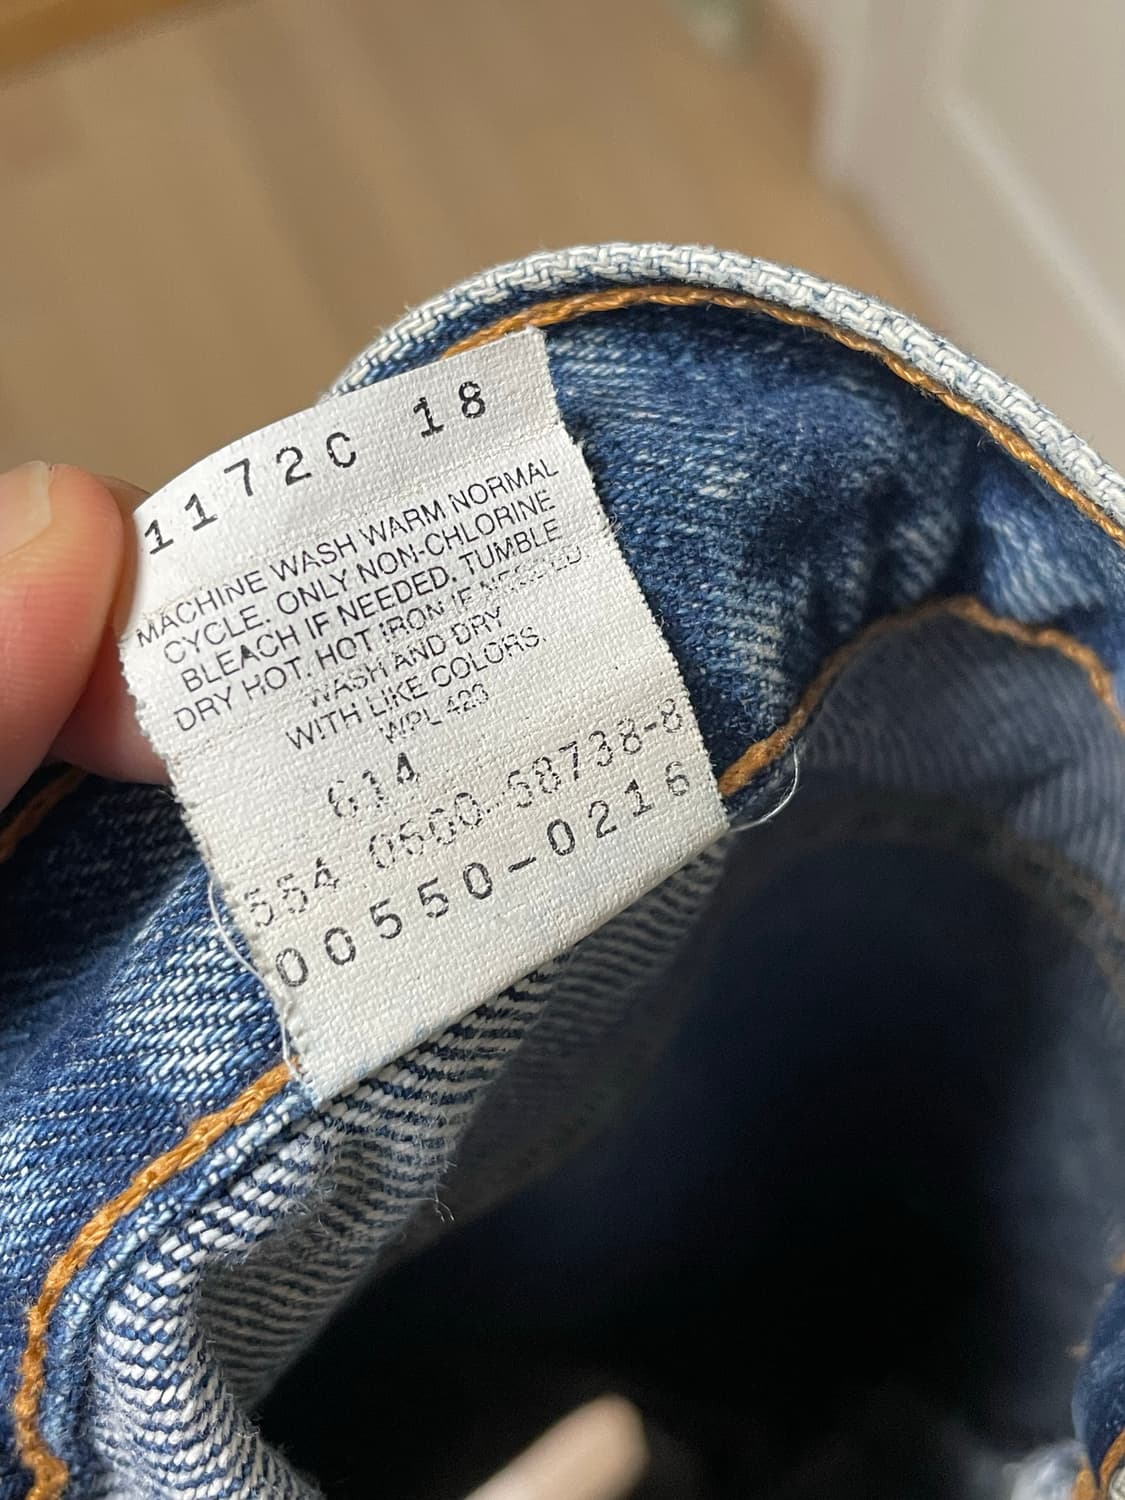 11172C 18
MACHINE WASH WARM NORMAL
CYCLE. ONLY NON-CHLORINE
BLEACH IF NEEDED. TUMBLE
DRY HOT. HOT IRON IF NEEDED.
WASH AND DRY
WITH LIKE COLORS.
WPL 423
614
554 0600 58738-8
00550-0216